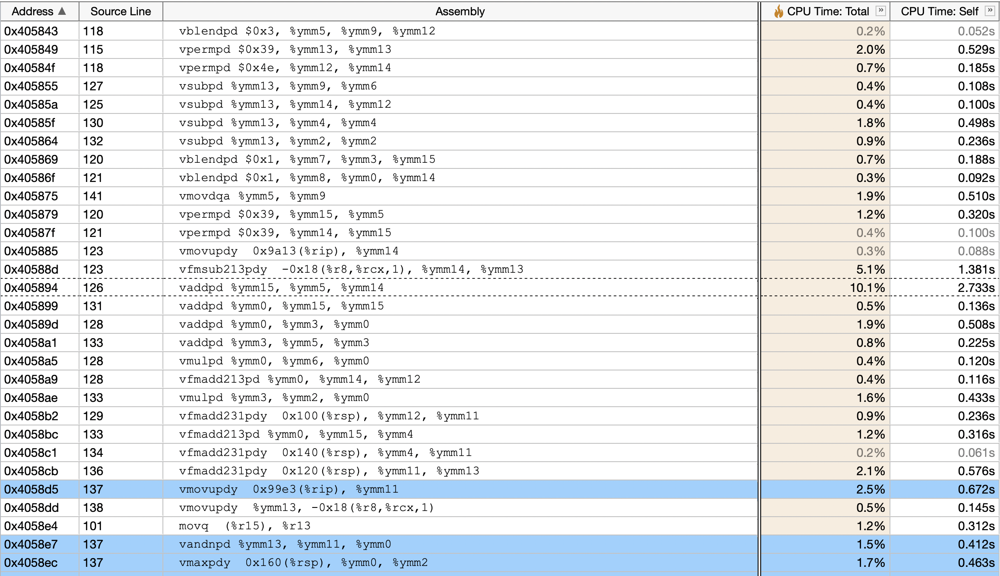 Address ▲ Source Line Assembly CPU Time: Total » CPU Time: Self »
0x405843 118 vblendpd $0x3, %ymm5, %ymm9, %ymm12 0.2% 0.052s
0x405849 115 vpermpd $0x39, %ymm13, %ymm13 2.0% 0.529s
0x40584f 118 vpermpd $0x4e, %ymm12, %ymm14 0.7% 0.185s
0x405855 127 vsubpd %ymm13, %ymm9, %ymm6 0.4% 0.108s
0x40585a 125 vsubpd %ymm13, %ymm14, %ymm12 0.4% 0.100s
0x40585f 130 vsubpd %ymm13, %ymm4, %ymm4 1.8% 0.498s
0x405864 132 vsubpd %ymm13, %ymm2, %ymm2 0.9% 0.236s
0x405869 120 vblendpd $0x1, %ymm7, %ymm3, %ymm15 0.7% 0.188s
0x40586f 121 vblendpd $0x1, %ymm8, %ymm0, %ymm14 0.3% 0.092s
0x405875 141 vmovdqa %ymm5, %ymm9 1.9% 0.510s
0x405879 120 vpermpd $0x39, %ymm15, %ymm5 1.2% 0.320s
0x40587f 121 vpermpd $0x39, %ymm14, %ymm15 0.4% 0.100s
0x405885 123 vmovupdy 0x9a13(%rip), %ymm14 0.3% 0.088s
0x40588d 123 vfmsub213pdy -0x18(%r8,%rcx,1), %ymm14, %ymm13 5.1% 1.381s
0x405894 126 vaddpd %ymm15, %ymm5, %ymm14 10.1% 2.733s
0x405899 131 vaddpd %ymm0, %ymm15, %ymm15 0.5% 0.136s
0x40589d 128 vaddpd %ymm0, %ymm3, %ymm0 1.9% 0.508s
0x4058a1 133 vaddpd %ymm3, %ymm5, %ymm3 0.8% 0.225s
0x4058a5 128 vmulpd %ymm0, %ymm6, %ymm0 0.4% 0.120s
0x4058a9 128 vfmadd213pd %ymm0, %ymm14, %ymm12 0.4% 0.116s
0x4058ae 133 vmulpd %ymm3, %ymm2, %ymm0 1.6% 0.433s
0x4058b2 129 vfmadd231pdy 0x100(%rsp), %ymm12, %ymm11 0.9% 0.236s
0x4058bc 133 vfmadd213pd %ymm0, %ymm15, %ymm4 1.2% 0.316s
0x4058c1 134 vfmadd231pdy 0x140(%rsp), %ymm4, %ymm11 0.2% 0.061s
0x4058cb 136 vfmadd231pdy 0x120(%rsp), %ymm11, %ymm13 2.1% 0.576s
0x4058d5 137 vmovupdy 0x99e3(%rip), %ymm11 2.5% 0.672s
0x4058dd 138 vmovupdy %ymm13, -0x18(%r8,%rcx,1) 0.5% 0.145s
0x4058e4 101 movq (%r15), %r13 1.2% 0.312s
0x4058e7 137 vandnpd %ymm13, %ymm11, %ymm0 1.5% 0.412s
0x4058ec 137 vmaxpdy 0x160(%rsp), %ymm0, %ymm2 1.7% 0.463s